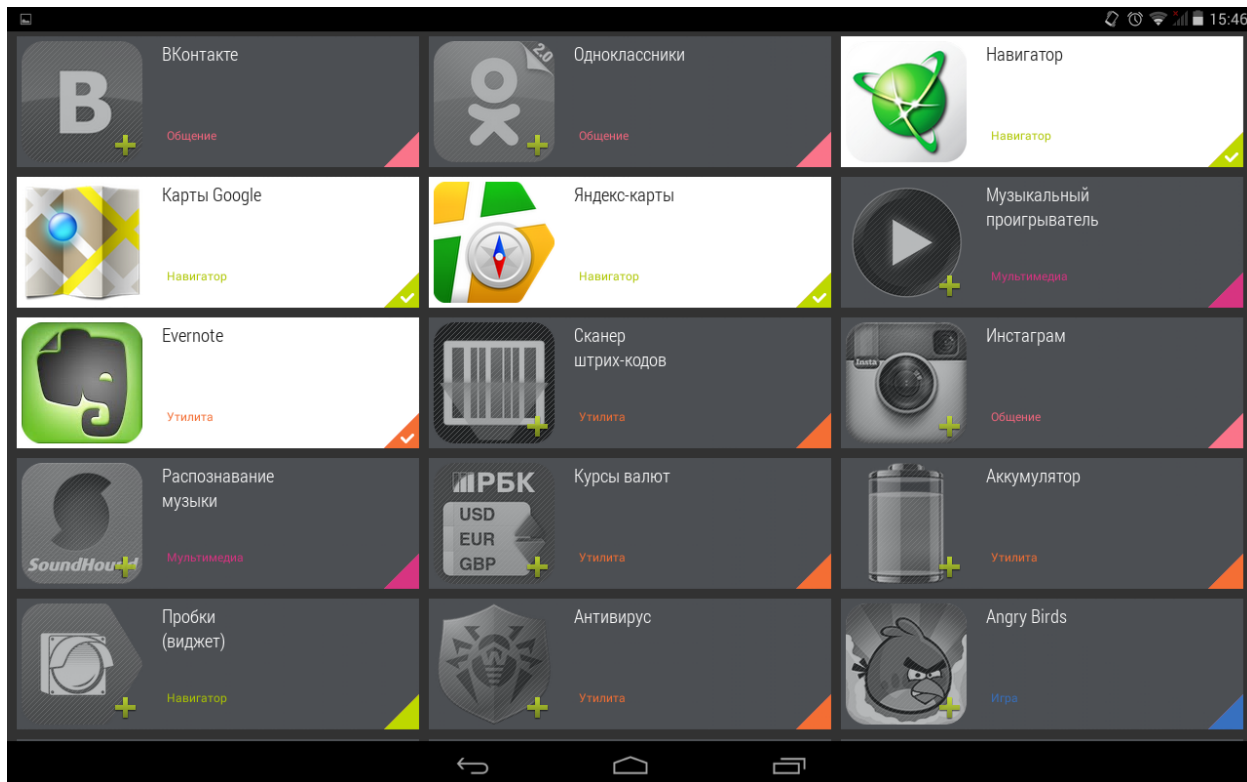 15:46
ВКонтакте
В
Общение
Одноклассники
2.0
Общение
Навигатор
Навигатор
Карты Google
Навигатор
Яндекс-карты
Навигатор
Музыкальный
проигрыватель
Мультимедиа
Evernote
Утилита
Сканер
штрих-кодов
Утилита
Инстаграм
Insta
Общение
Распознавание
музыки
SoundHound
Мультимедиа
Курсы валют
РБК
USD
EUR
GBP
Утилита
Аккумулятор
Утилита
Пробки
(виджет)
Навигатор
Антивирус
Утилита
Angry Birds
Игра